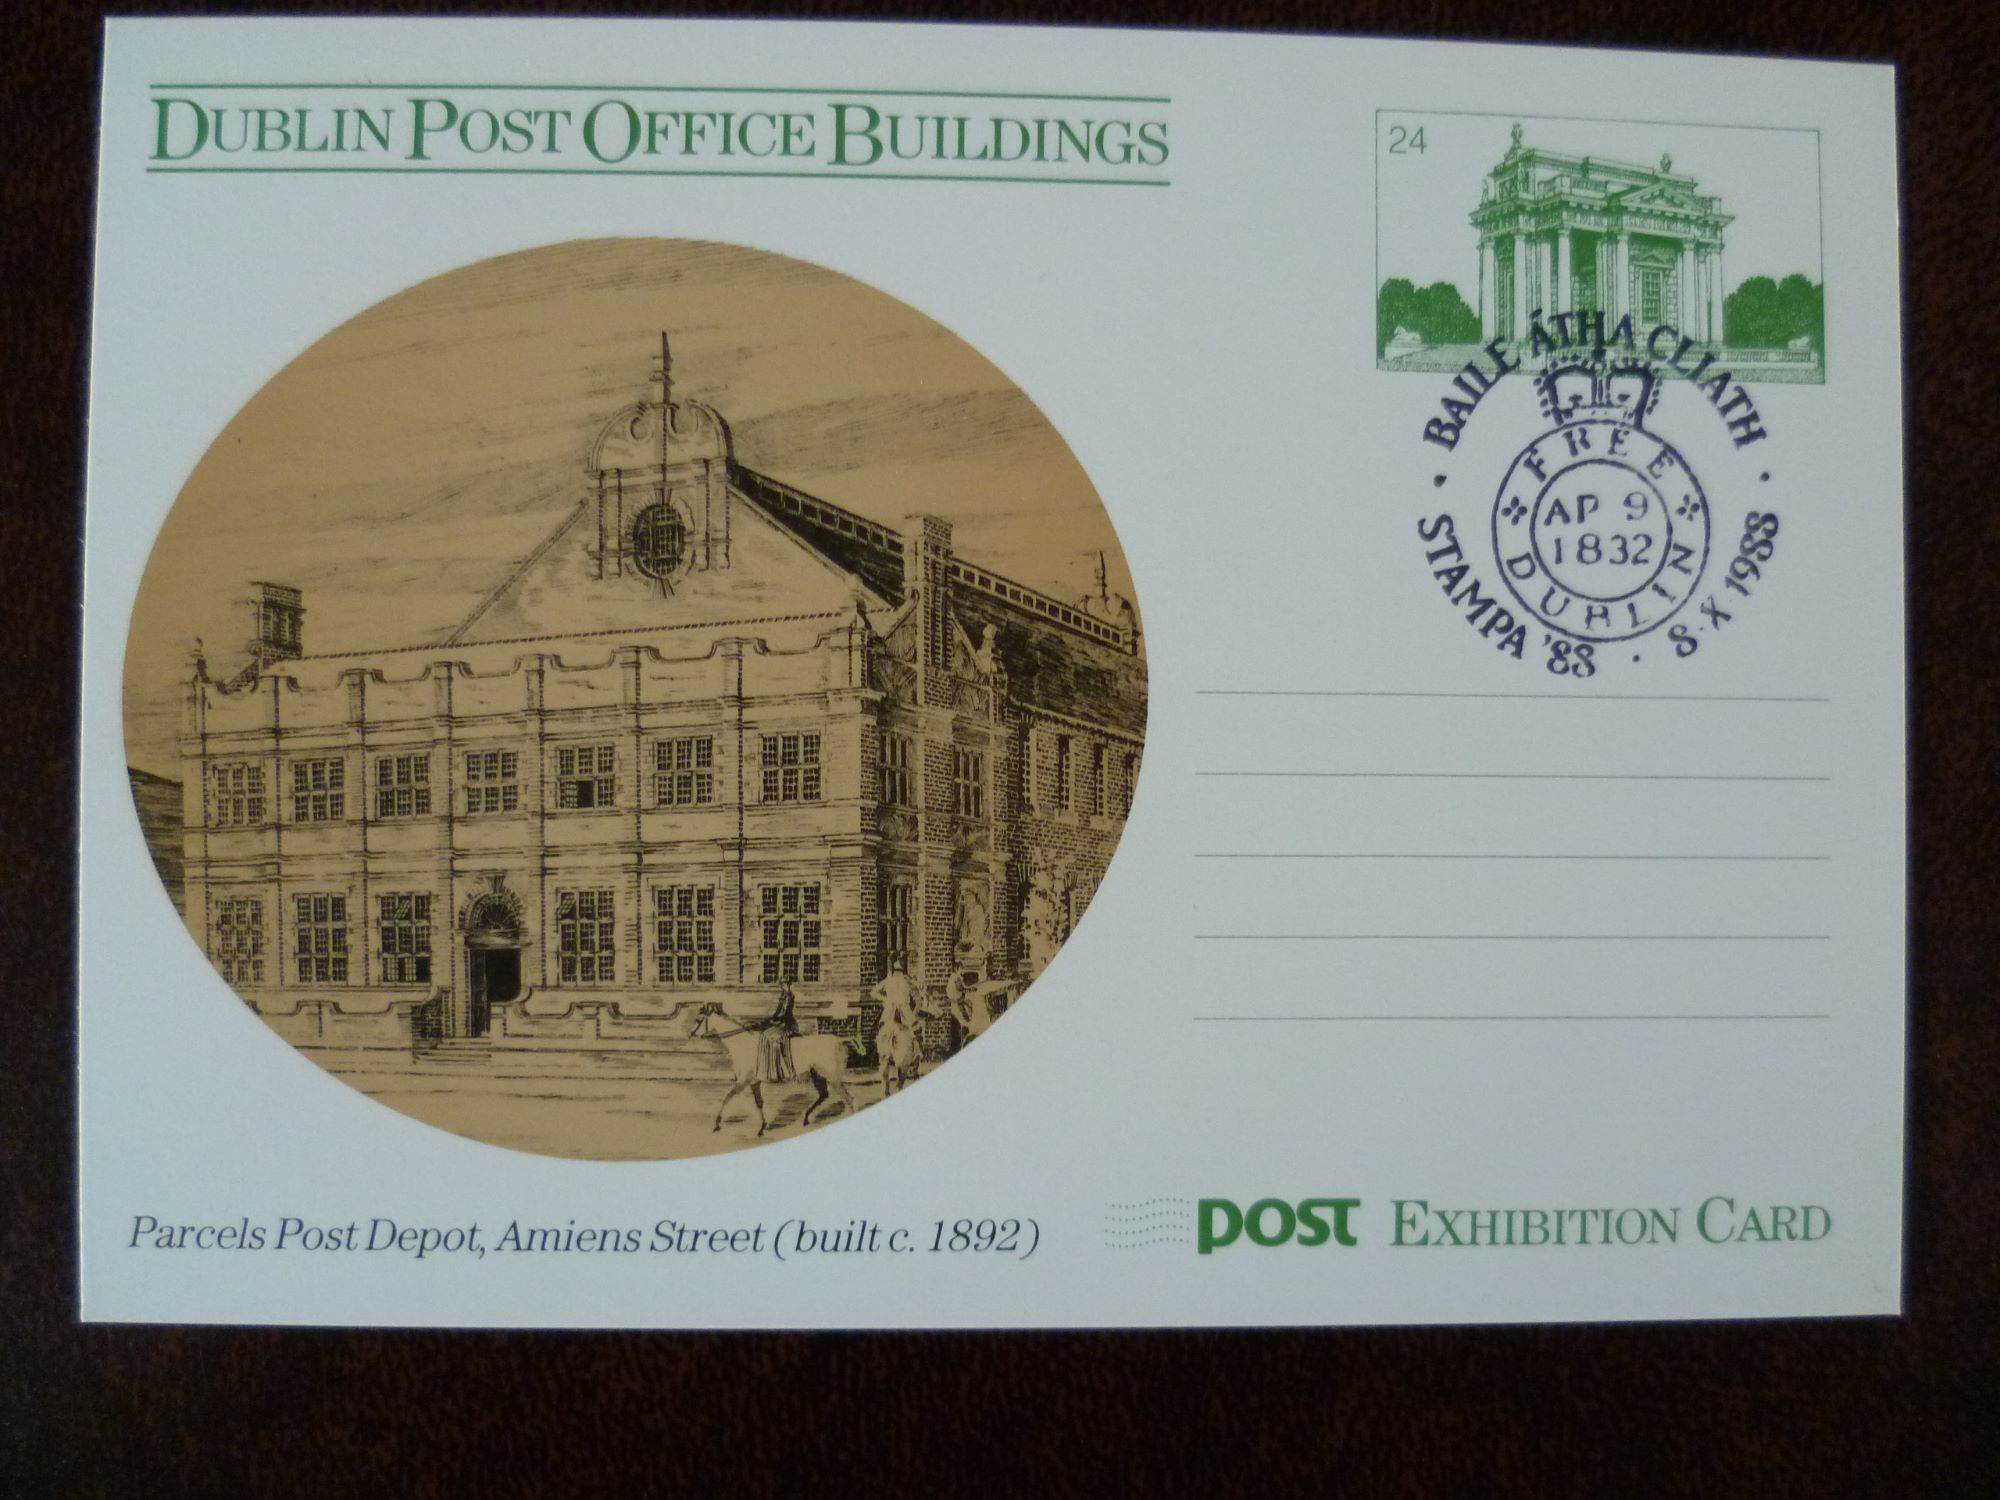 DUBLIN POST OFFICE BUILDINGS
24
BAILE ÁTHA CLIATH
FREE
AP 9
1832
DUBLIN
STAMPA '88 · 8·X 1988
Parcels Post Depot, Amiens Street (built c. 1892)
post EXHIBITION CARD